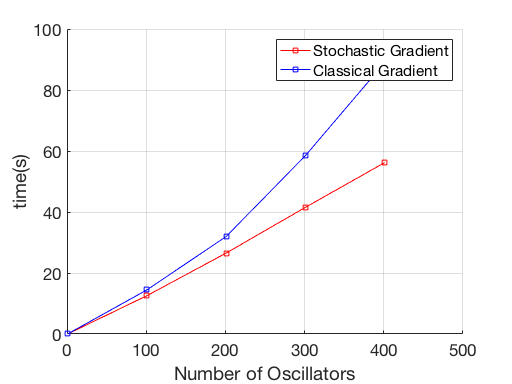 100
80
60
40
20
0
time(s)
Stochastic Gradient
Classical Gradient
0 100 200 300 400 500
Number of Oscillators